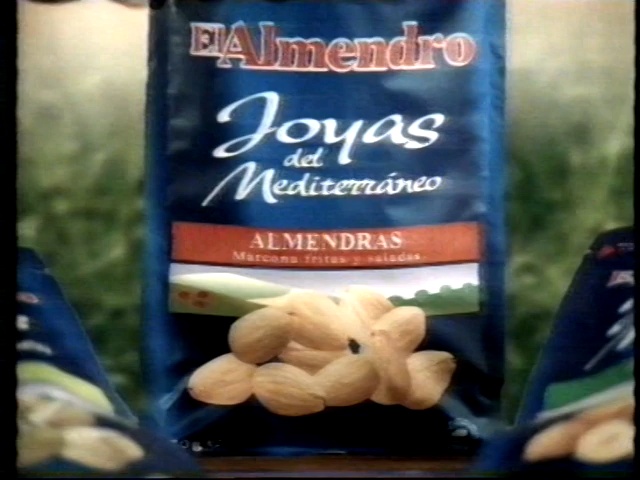 El Almendro
Joyas
del
Mediterráneo
ALMENDRAS
Marcona fritas y saladas